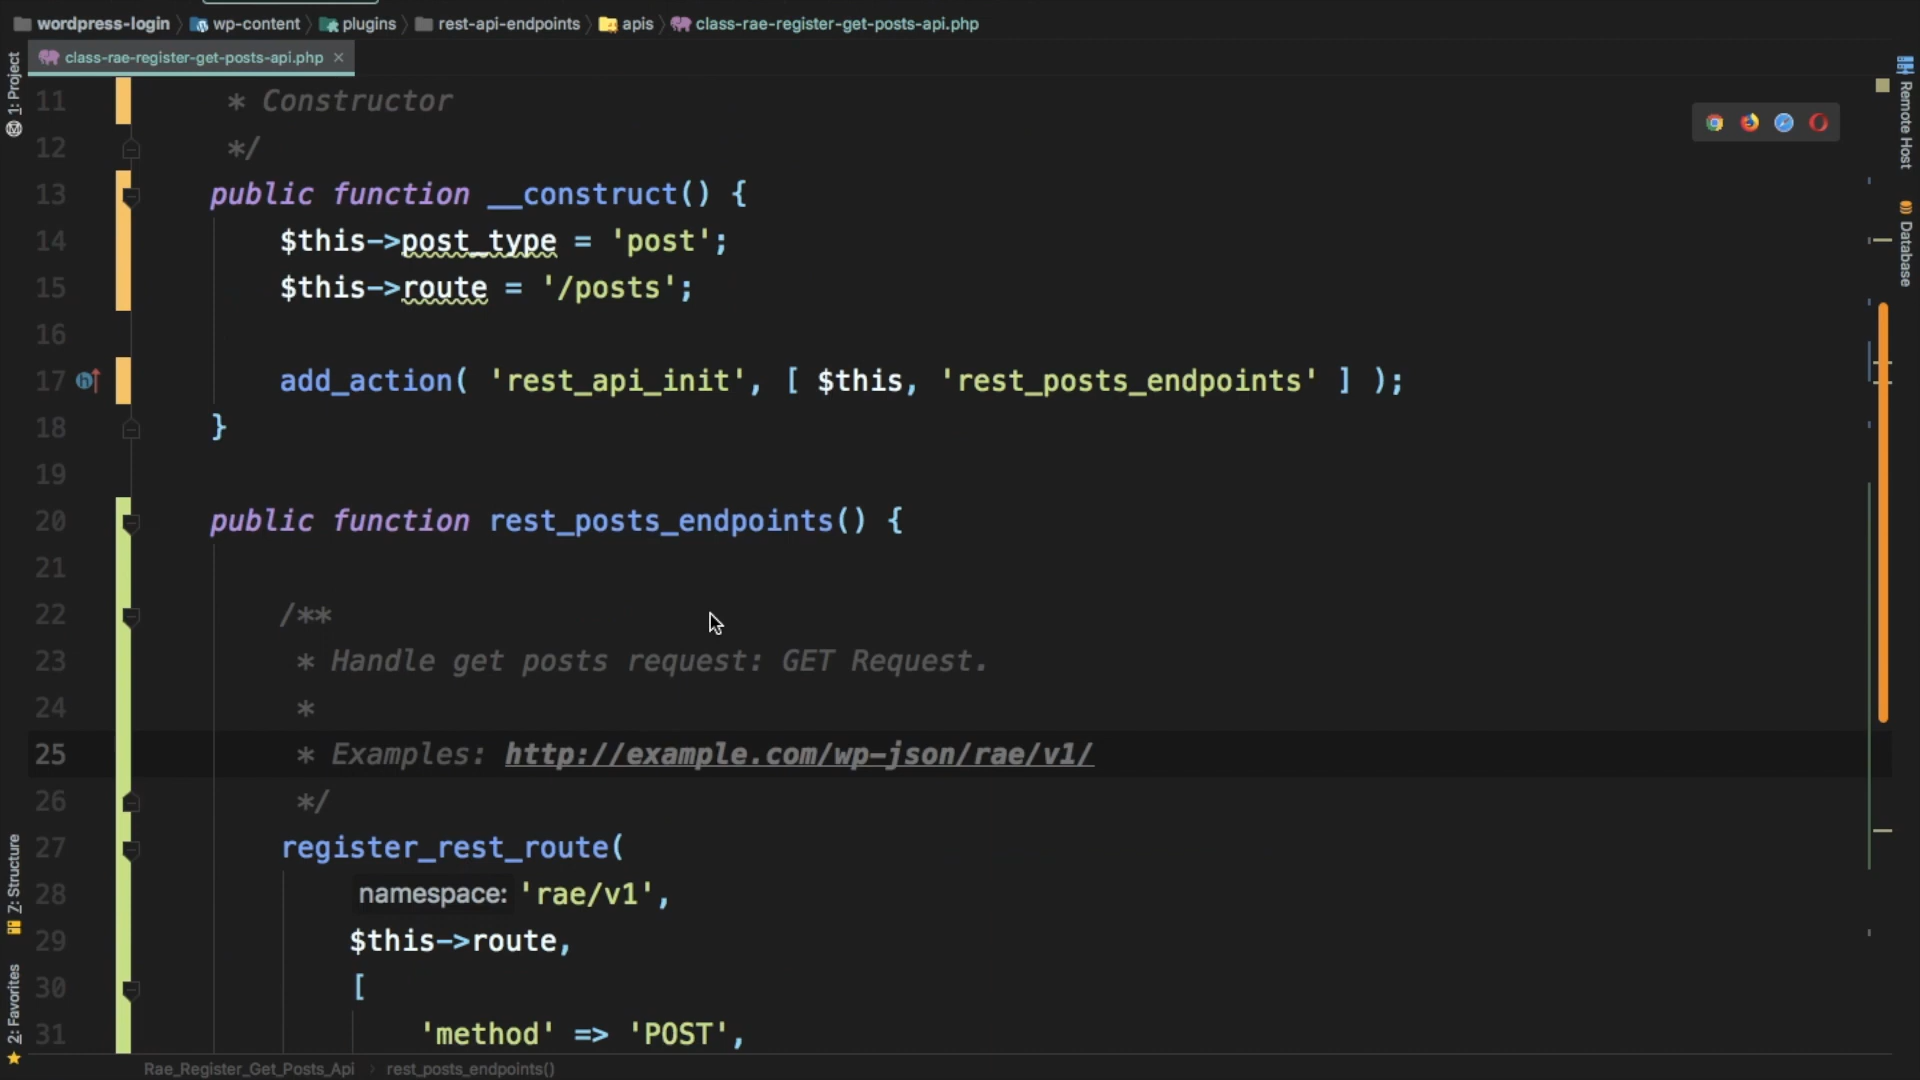 wordpress-login wp-content plugins rest-api-endpoints apis class-rae-register-get-posts-api.php
class-rae-register-get-posts-api.php
1: Project
Remote Host
Database
11 * Constructor
12 */
13 public function __construct() {
14 $this->post_type = 'post';
15 $this->route = '/posts';
16
17 add_action( 'rest_api_init', [ $this, 'rest_posts_endpoints' ] );
18 }
19
20 public function rest_posts_endpoints() {
21
22 /**
23 * Handle get posts request: GET Request.
24 *
25 * Examples: http://example.com/wp-json/rae/v1/
26 */
27 register_rest_route(
28 namespace: 'rae/v1',
29 $this->route,
30 [
31 'method' => 'POST',
Z: Structure
2: Favorites
Rae_Register_Get_Posts_Api rest_posts_endpoints()